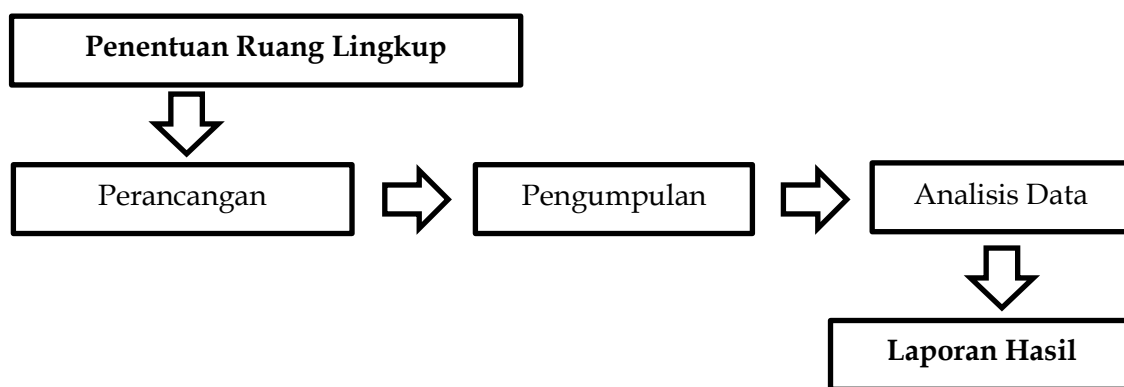 Penentuan Ruang Lingkup
Perancangan
Pengumpulan
Analisis Data
Laporan Hasil